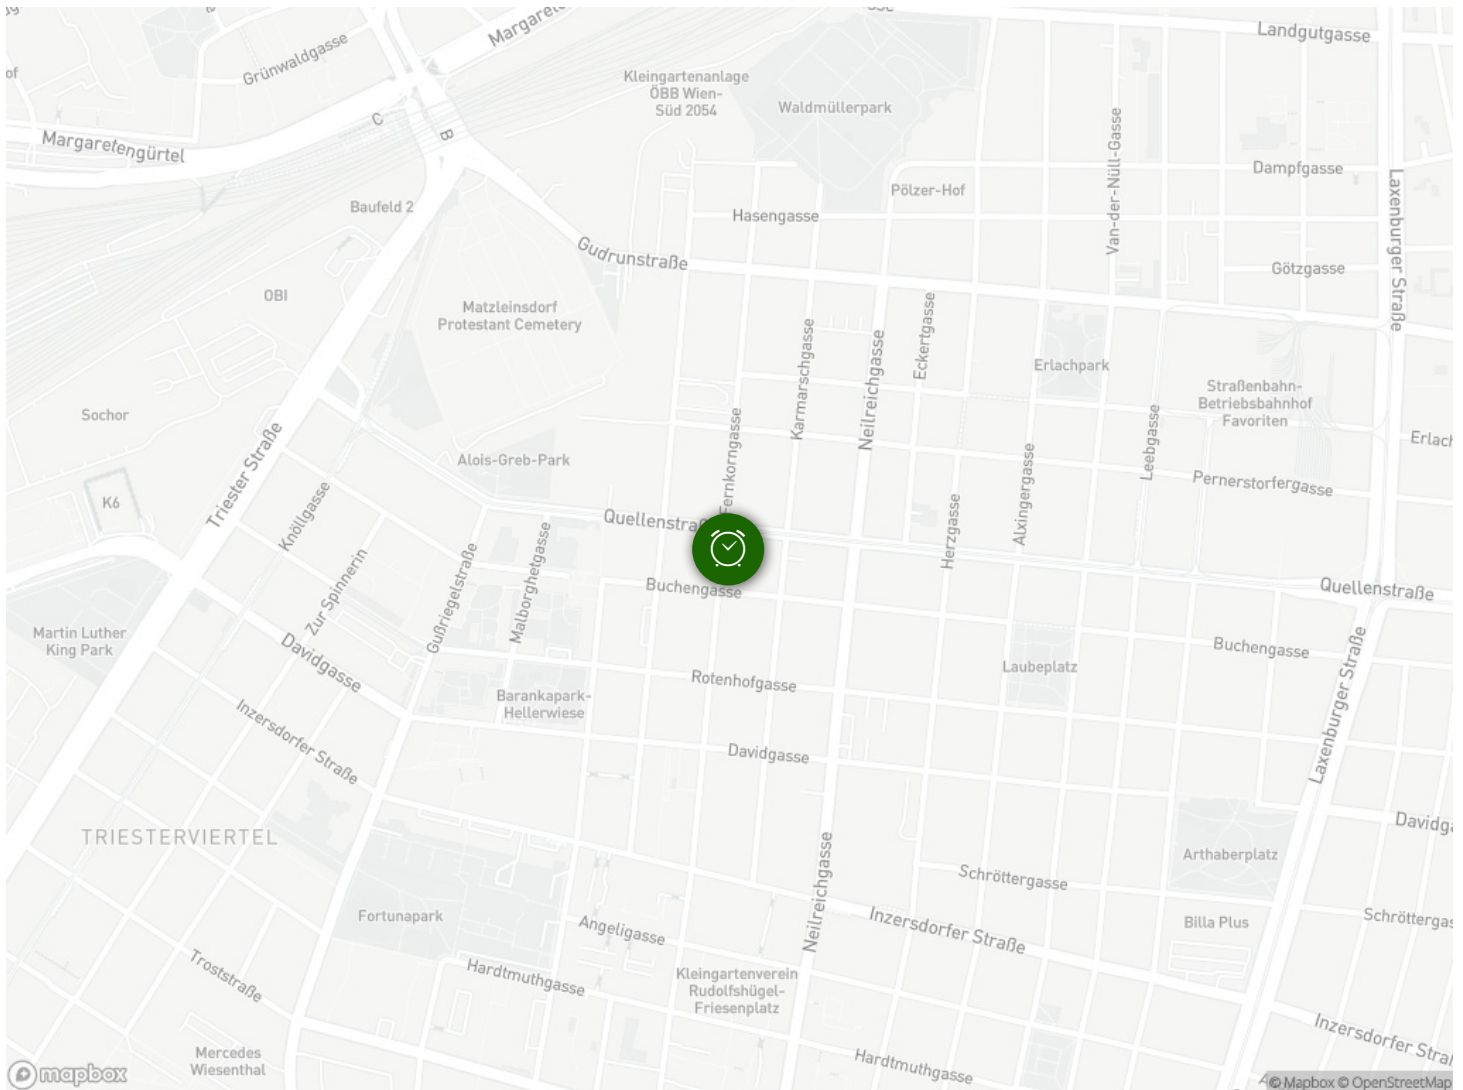 Margaret
Landgutgasse
Grünwaldgasse
Kleingartenanlage
ÖBB Wien-
Süd 2054
Waldmüllerpark
C
B
Margaretengürtel
Van-der-Nüll-Gasse
Dampfgasse
Laxenburger Straße
Baufeld 2
Pölzer-Hof
Hasengasse
Gudrunstraße
Götzgasse
OBI
Matzleinsdorf
Protestant Cemetery
Eckertgasse
Karmarschgasse
Neilreichgasse
Erlachpark
Straßenbahn-
Betriebsbahnhof
Favoriten
Sochor
Fernkorngasse
Leebgasse
Erlach
Triester Straße
Alois-Greb-Park
Alxingergasse
Pernerstorfergasse
K6
Knöllgasse
Herzgasse
Quellenstraß
Malborghetgasse
Gußriegelstraße
Zur Spinnerin
Buchengasse
Quellenstraße
Martin Luther
King Park
Davidgasse
Buchengasse
Laubeplatz
Laxenburger Straße
Rotenhofgasse
Barankapark-
Hellerwiese
Inzersdorfer Straße
Davidgasse
TRIESTERVIERTEL
Davidga
Neilreichgasse
Arthaberplatz
Schröttergasse
Fortunapark
Angeligasse
Inzersdorfer Straße
Billa Plus
Schröttergas
Troststraße
Hardtmuthgasse
Kleingartenverein
Rudolfshügel-
Friesenplatz
Inzersdorfer Stra
Mercedes
Wiesenthal
Hardtmuthgasse
mapbox
© Mapbox © OpenStreetMap